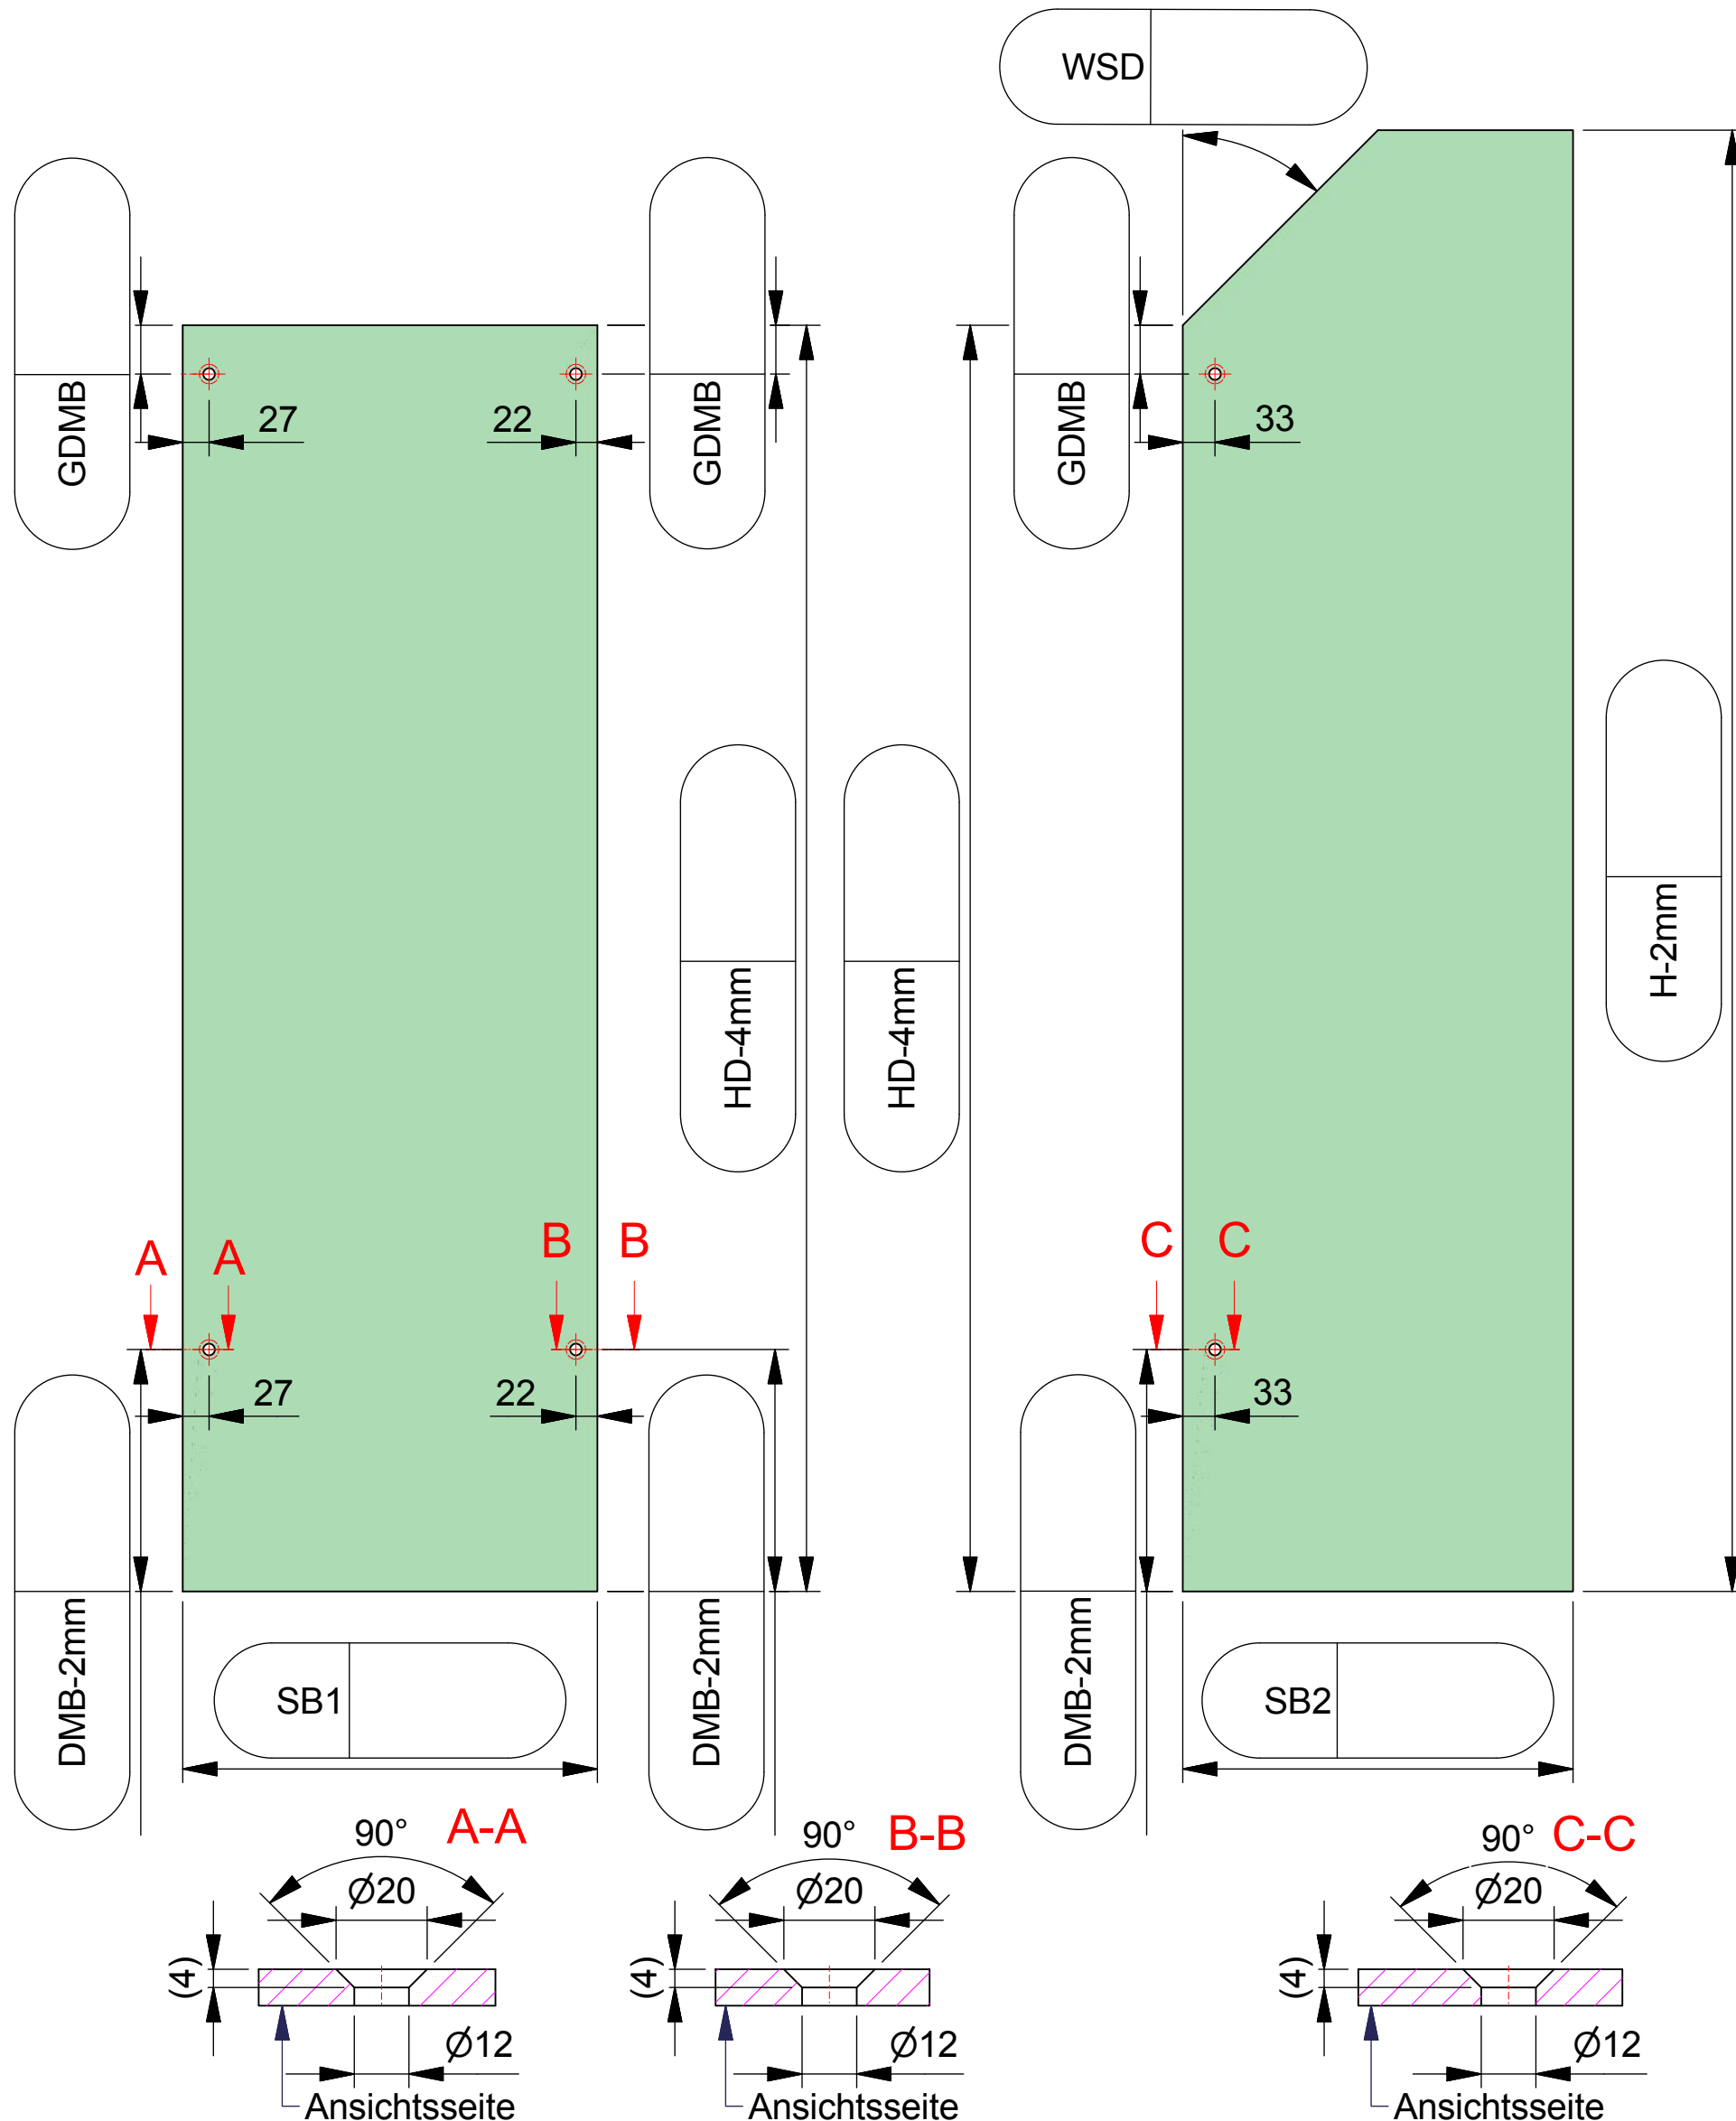 WSD
GDMB
GDMB
GDMB
27
22
33
HD-4mm
HD-4mm
H-2mm
A A
B B
C C
27
22
33
DMB-2mm
SB1
DMB-2mm
DMB-2mm
SB2
A-A
90°
Ø20
(4)
Ø12
Ansichtsseite
B-B
90°
Ø20
(4)
Ø12
Ansichtsseite
C-C
90°
Ø20
(4)
Ø12
Ansichtsseite